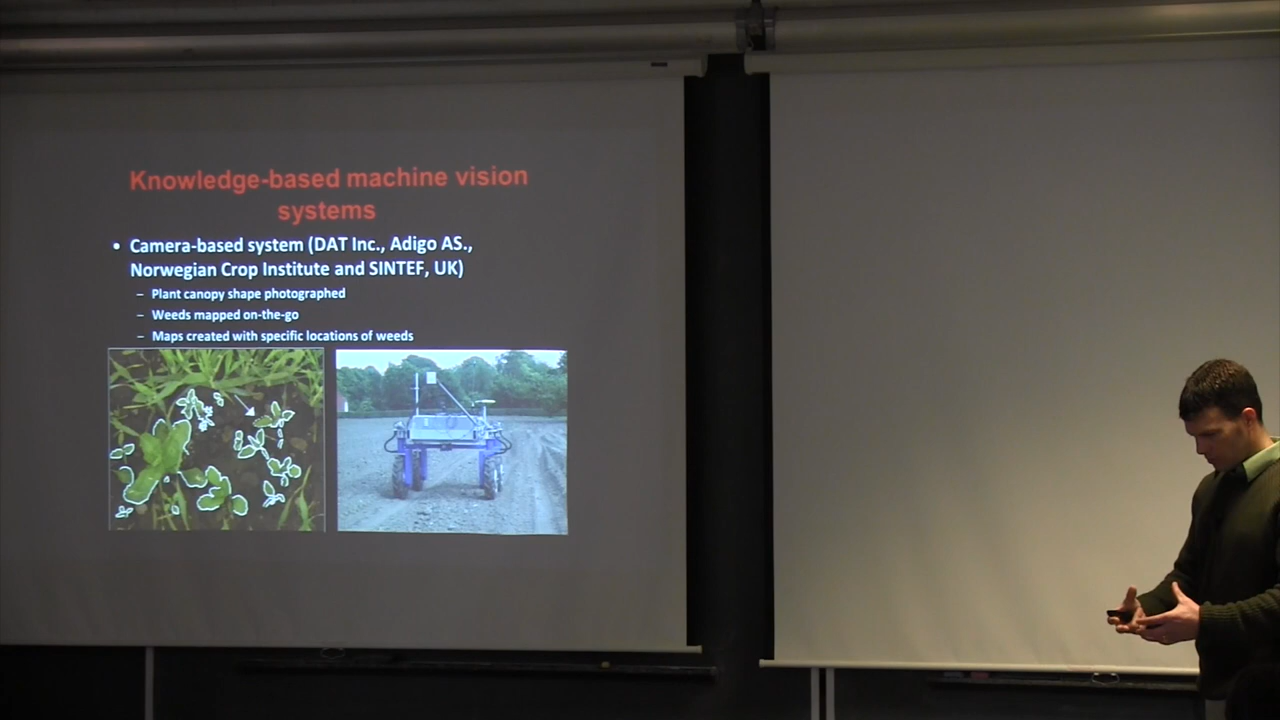 Knowledge-based machine vision
systems
• Camera-based system (DAT Inc., Adigo AS.,
Norwegian Crop Institute and SINTEF, UK)
– Plant canopy shape photographed
– Weeds mapped on-the-go
– Maps created with specific locations of weeds